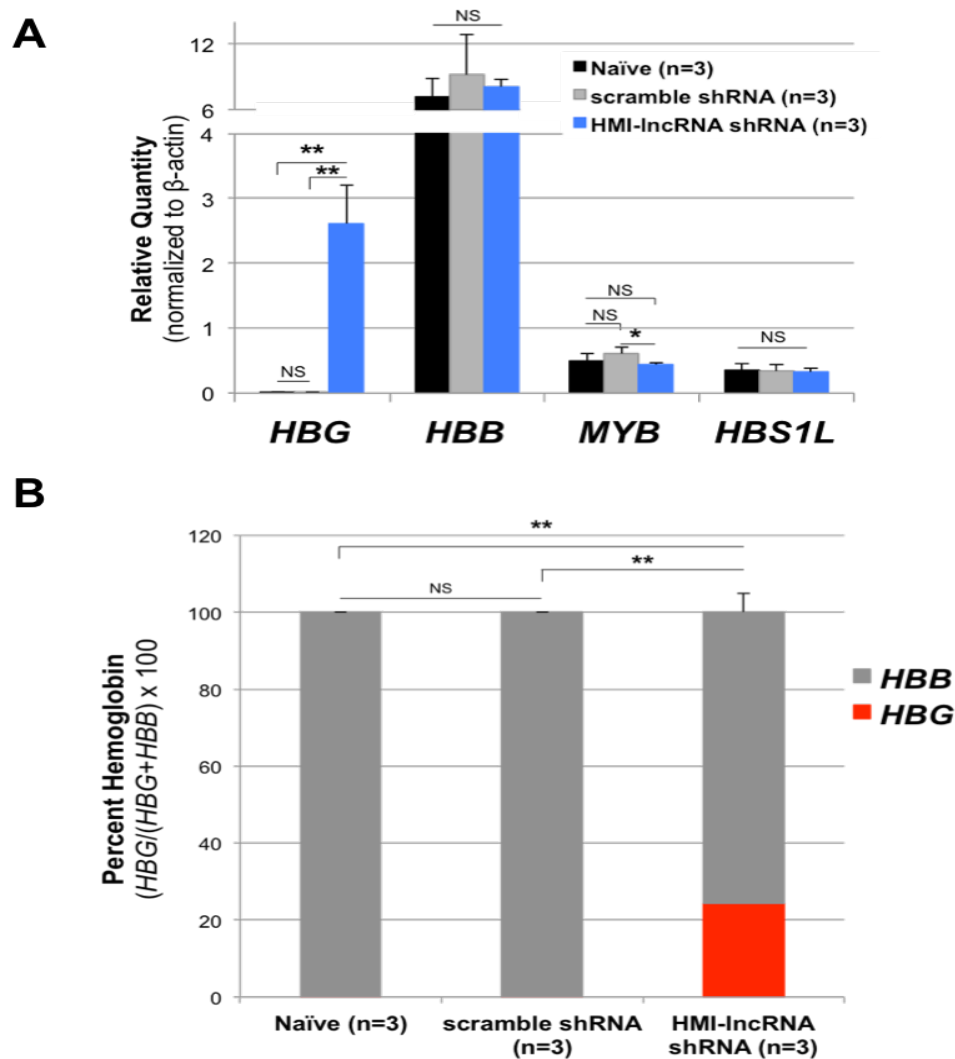 A
NS
12
Naïve (n=3)
scramble shRNA (n=3)
HMI-lncRNA shRNA (n=3)
6
4
**
**
3
2
NS
NS
NS
*
NS
1
0
Relative Quantity
(normalized to β-actin)
HBG HBB MYB HBS1L
B
120
**
**
NS
100
80
60
40
20
0
Percent Hemoglobin
(HBG/(HBG+HBB) x 100
HBB
HBG
Naïve (n=3) scramble shRNA HMI-lncRNA
(n=3) shRNA (n=3)